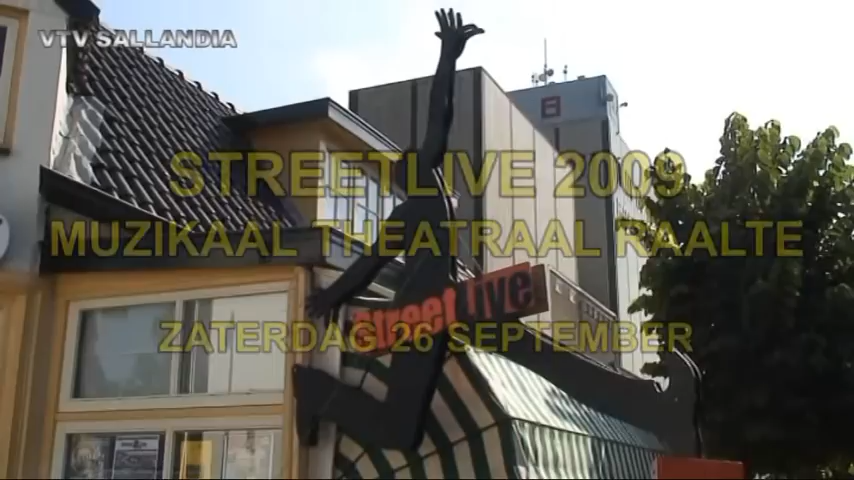 VTV SALLANDIA
STREETLIVE 2009
MUZIKAAL THEATRAAL RAALTE
Street Live
ZATERDAG 26 SEPTEMBER